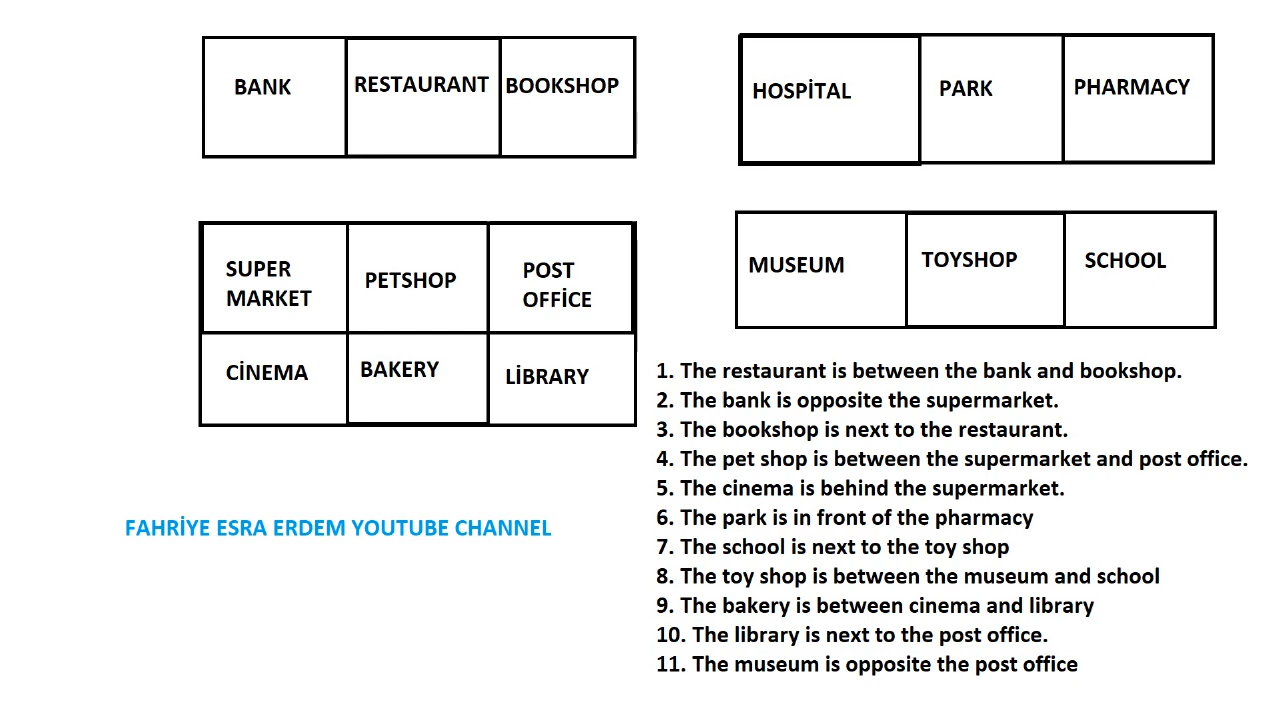 BANK
RESTAURANT
BOOKSHOP
HOSPİTAL
PARK
PHARMACY
SUPER
MARKET
PETSHOP
POST
OFFİCE
MUSEUM
TOYSHOP
SCHOOL
CİNEMA
BAKERY
LİBRARY
1. The restaurant is between the bank and bookshop.
2. The bank is opposite the supermarket.
3. The bookshop is next to the restaurant.
4. The pet shop is between the supermarket and post office.
5. The cinema is behind the supermarket.
6. The park is in front of the pharmacy
7. The school is next to the toy shop
8. The toy shop is between the museum and school
9. The bakery is between cinema and library
10. The library is next to the post office.
11. The museum is opposite the post office
FAHRİYE ESRA ERDEM YOUTUBE CHANNEL